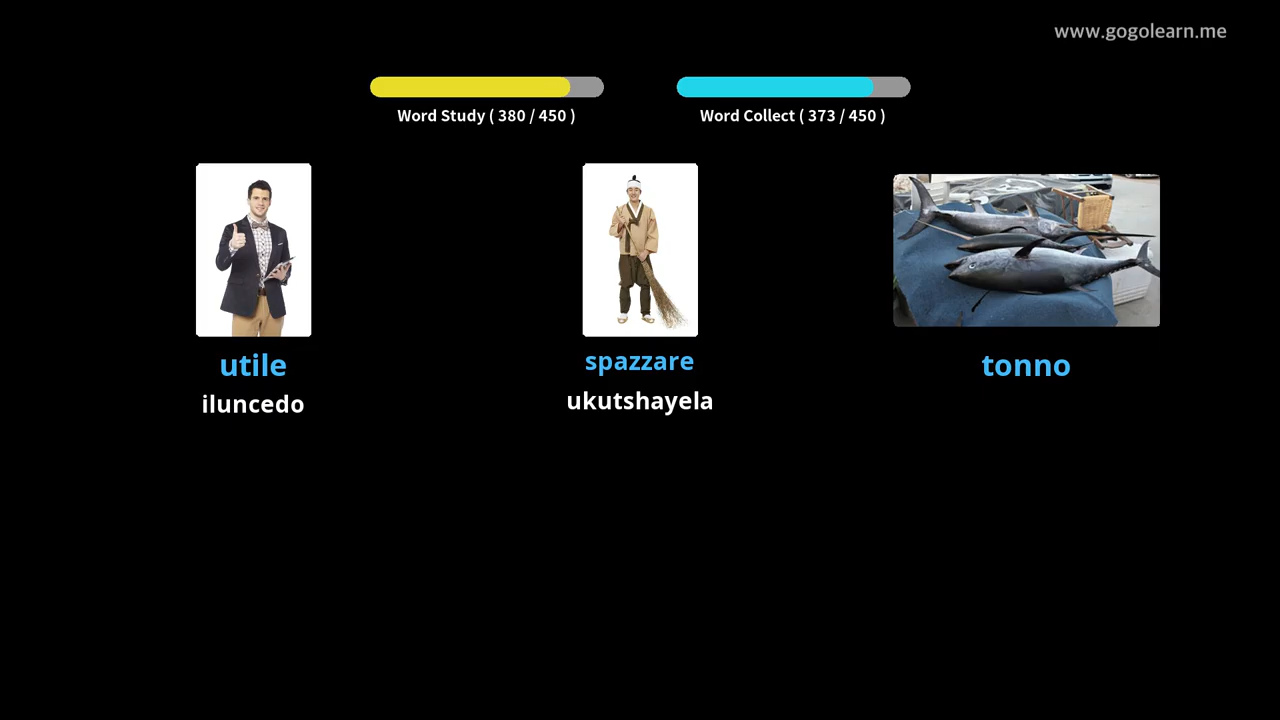 www.gogolearn.me
Word Study ( 380 / 450 )
Word Collect ( 373 / 450 )
utile
iluncedo
spazzare
ukutshayela
tonno